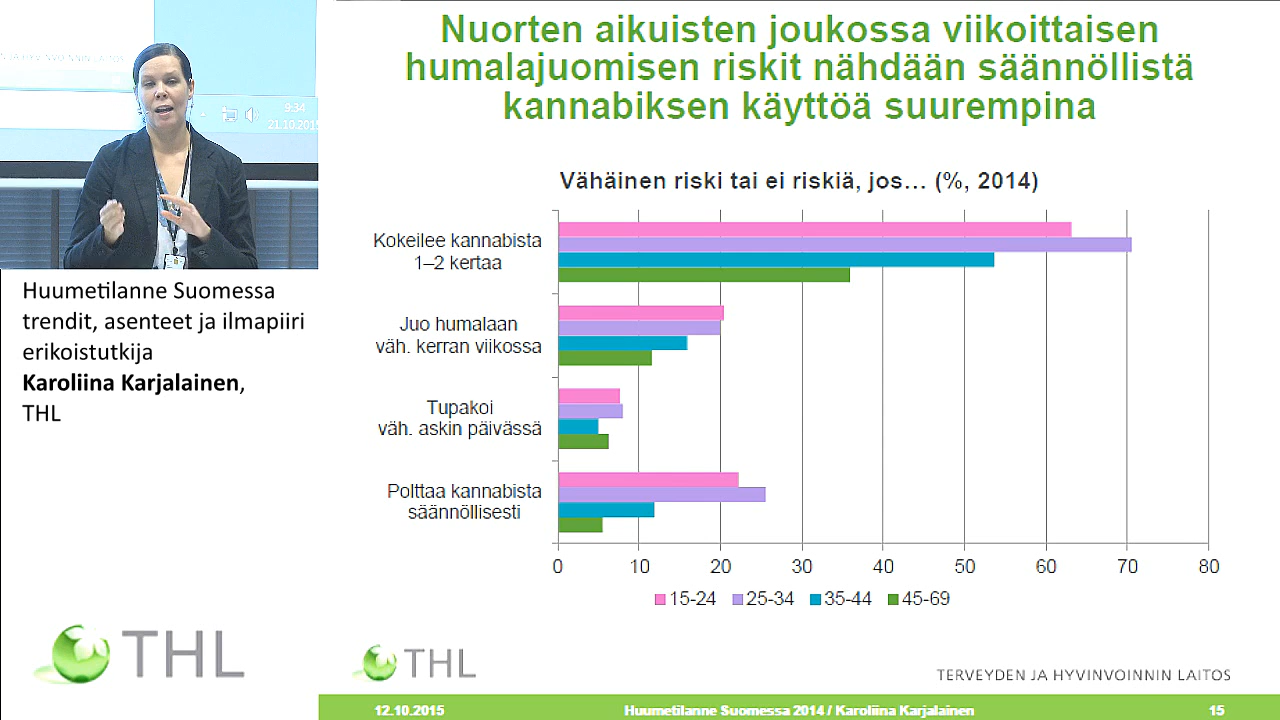 9:34
21.10.2015
Huumetilanne Suomessa
trendit, asenteet ja ilmapiiri
erikoistutkija
Karoliina Karjalainen,
THL
THL
Nuorten aikuisten joukossa viikoittaisen
humalajuomisen riskit nähdään säännöllistä
kannabiksen käyttöä suurempina
Vähäinen riski tai ei riskiä, jos... (%, 2014)
Kokeilee kannabista
1–2 kertaa
Juo humalaan
väh. kerran viikossa
Tupakoi
väh. askin päivässä
Polttaa kannabista
säännöllisesti
0 10 20 30 40 50 60 70 80
15-24 25-34 35-44 45-69
THL
TERVEYDEN JA HYVINVOINNIN LAITOS
12.10.2015 Huumetilanne Suomessa 2014 / Karoliina Karjalainen 15